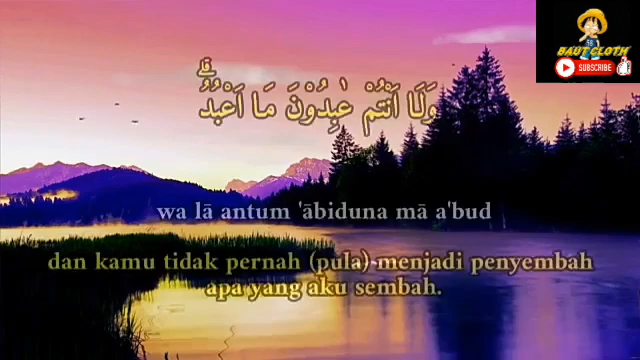 BAUT CLOTH
SUBSCRIBE
وَلَآ اَنْتُمْ عٰبِدُوْنَ مَآ اَعْبُدُۗ
wa lā antum 'ābiduna mā a'bud
dan kamu tidak pernah (pula) menjadi penyembah
apa yang aku sembah.